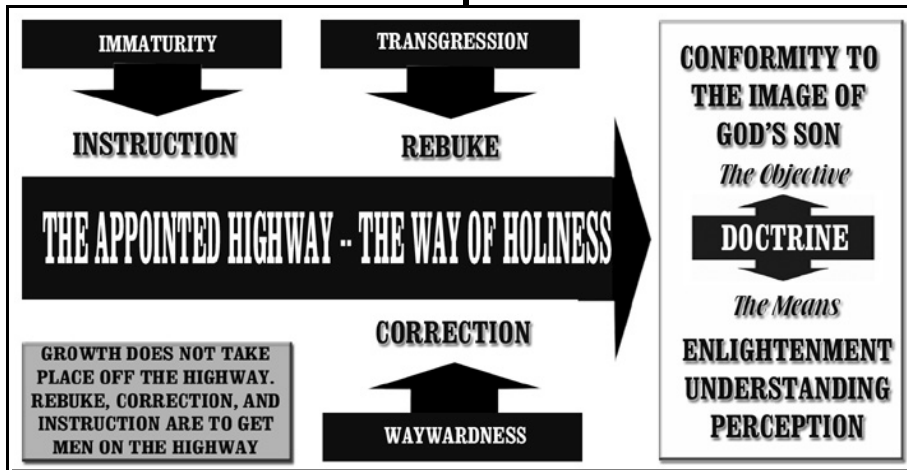 IMMATURITY
INSTRUCTION
TRANSGRESSION
REBUKE
THE APPOINTED HIGHWAY -- THE WAY OF HOLINESS
CORRECTION
WAYWARDNESS
GROWTH DOES NOT TAKE
PLACE OFF THE HIGHWAY.
REBUKE, CORRECTION, AND
INSTRUCTION ARE TO GET
MEN ON THE HIGHWAY
CONFORMITY TO
THE IMAGE OF
GOD'S SON
The Objective
DOCTRINE
The Means
ENLIGHTENMENT
UNDERSTANDING
PERCEPTION